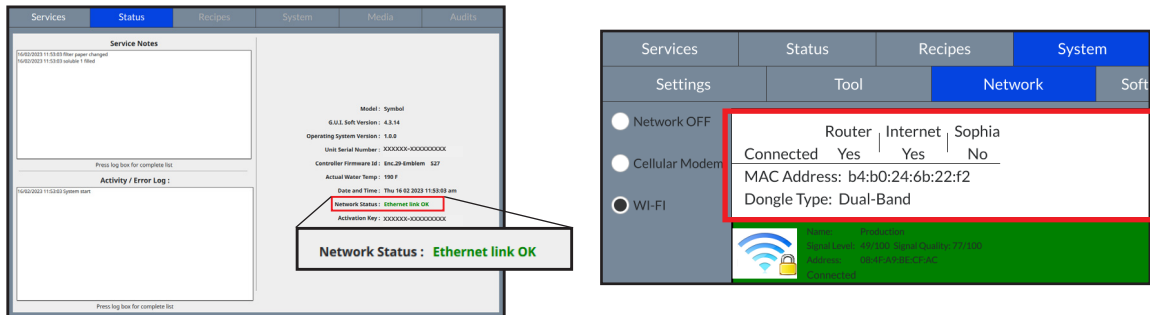 Services Status Recipes System Media Audits
Service Notes
16/02/2023 11:53:03 filter paper changed
16/02/2023 11:53:03 soluble 1 filled
Press log box for complete list
Activity / Error Log :
16/02/2023 11:53:03 System start
Press log box for complete list
Model : Symbol
G.U.I. Soft Version : 4.3.14
Operating System Version : 1.0.0
Unit Serial Number : XXXXXX-XXXXXXXXX
Controller Firmware Id : Enc.29-Emblem S27
Actual Water Temp : 190 F
Date and Time : Thu 16 02 2023 11:53:03 am
Network Status : Ethernet link OK
Activation Key : XXXXXX-XXXXXXXXX
Network Status : Ethernet link OK
Services Status Recipes System
Settings Tool Network Soft
Network OFF
Cellular Modem
WI-FI
Router Internet Sophia
Connected Yes Yes No
MAC Address: b4:b0:24:6b:22:f2
Dongle Type: Dual-Band
Name: Production
Signal Level: 49/100 Signal Quality: 77/100
Address: 08:4F:A9:BE:CF:AC
Connected